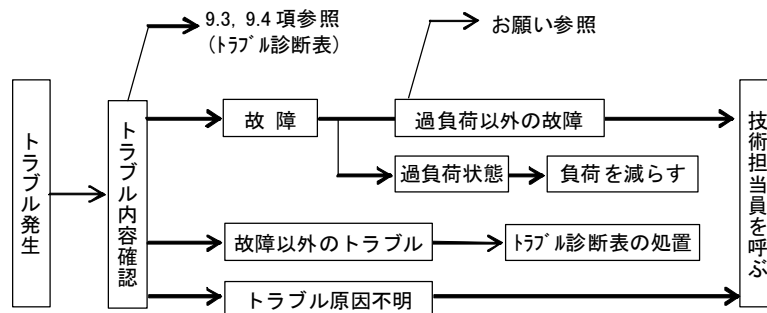 9.3, 9.4 項参照
(ﾄﾗﾌﾞﾙ診断表)
お願い参照
トラブル発生
トラブル内容確認
故 障
過負荷以外の故障
技術担当員を呼ぶ
過負荷状態
負荷を減らす
故障以外のトラブル
ﾄﾗﾌﾞﾙ診断表の処置
トラブル原因不明